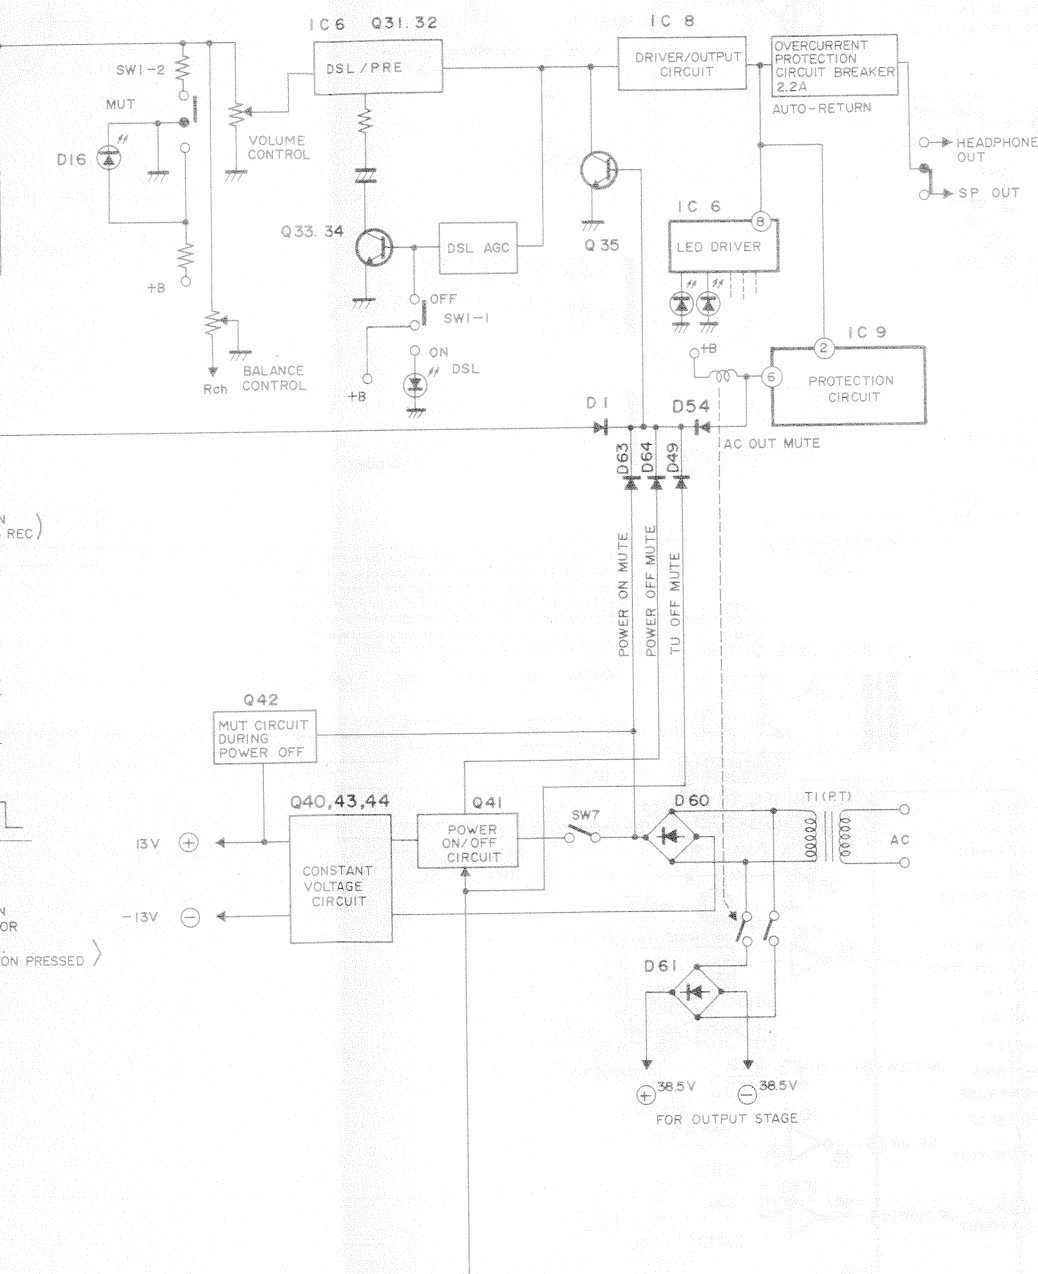 IC6 Q31.32
IC 8
SW1-2
DSL/PRE
DRIVER/OUTPUT
CIRCUIT
OVERCURRENT
PROTECTION
CIRCUIT BREAKER
2.2A
AUTO-RETURN
MUT
VOLUME
CONTROL
D16
HEADPHONE
OUT
SP OUT
IC 6
8
Q33.34
DSL AGC
Q35
LED DRIVER
+B
OFF
SW1-1
ON
DSL
BALANCE
CONTROL
Rch
+B
+B
IC 9
2
6
PROTECTION
CIRCUIT
D1
D54
AC OUT MUTE
D63
D64
D49
N
REC)
POWER ON MUTE
POWER OFF MUTE
TU OFF MUTE
Q42
MUT CIRCUIT
DURING
POWER OFF
Q40,43,44
Q41
SW7
D60
T1(P.T)
13V +
CONSTANT
VOLTAGE
CIRCUIT
POWER
ON/OFF
CIRCUIT
AC
-13V −
N
OR
ON PRESSED 〉
D61
+ 38.5V
− 38.5V
FOR OUTPUT STAGE